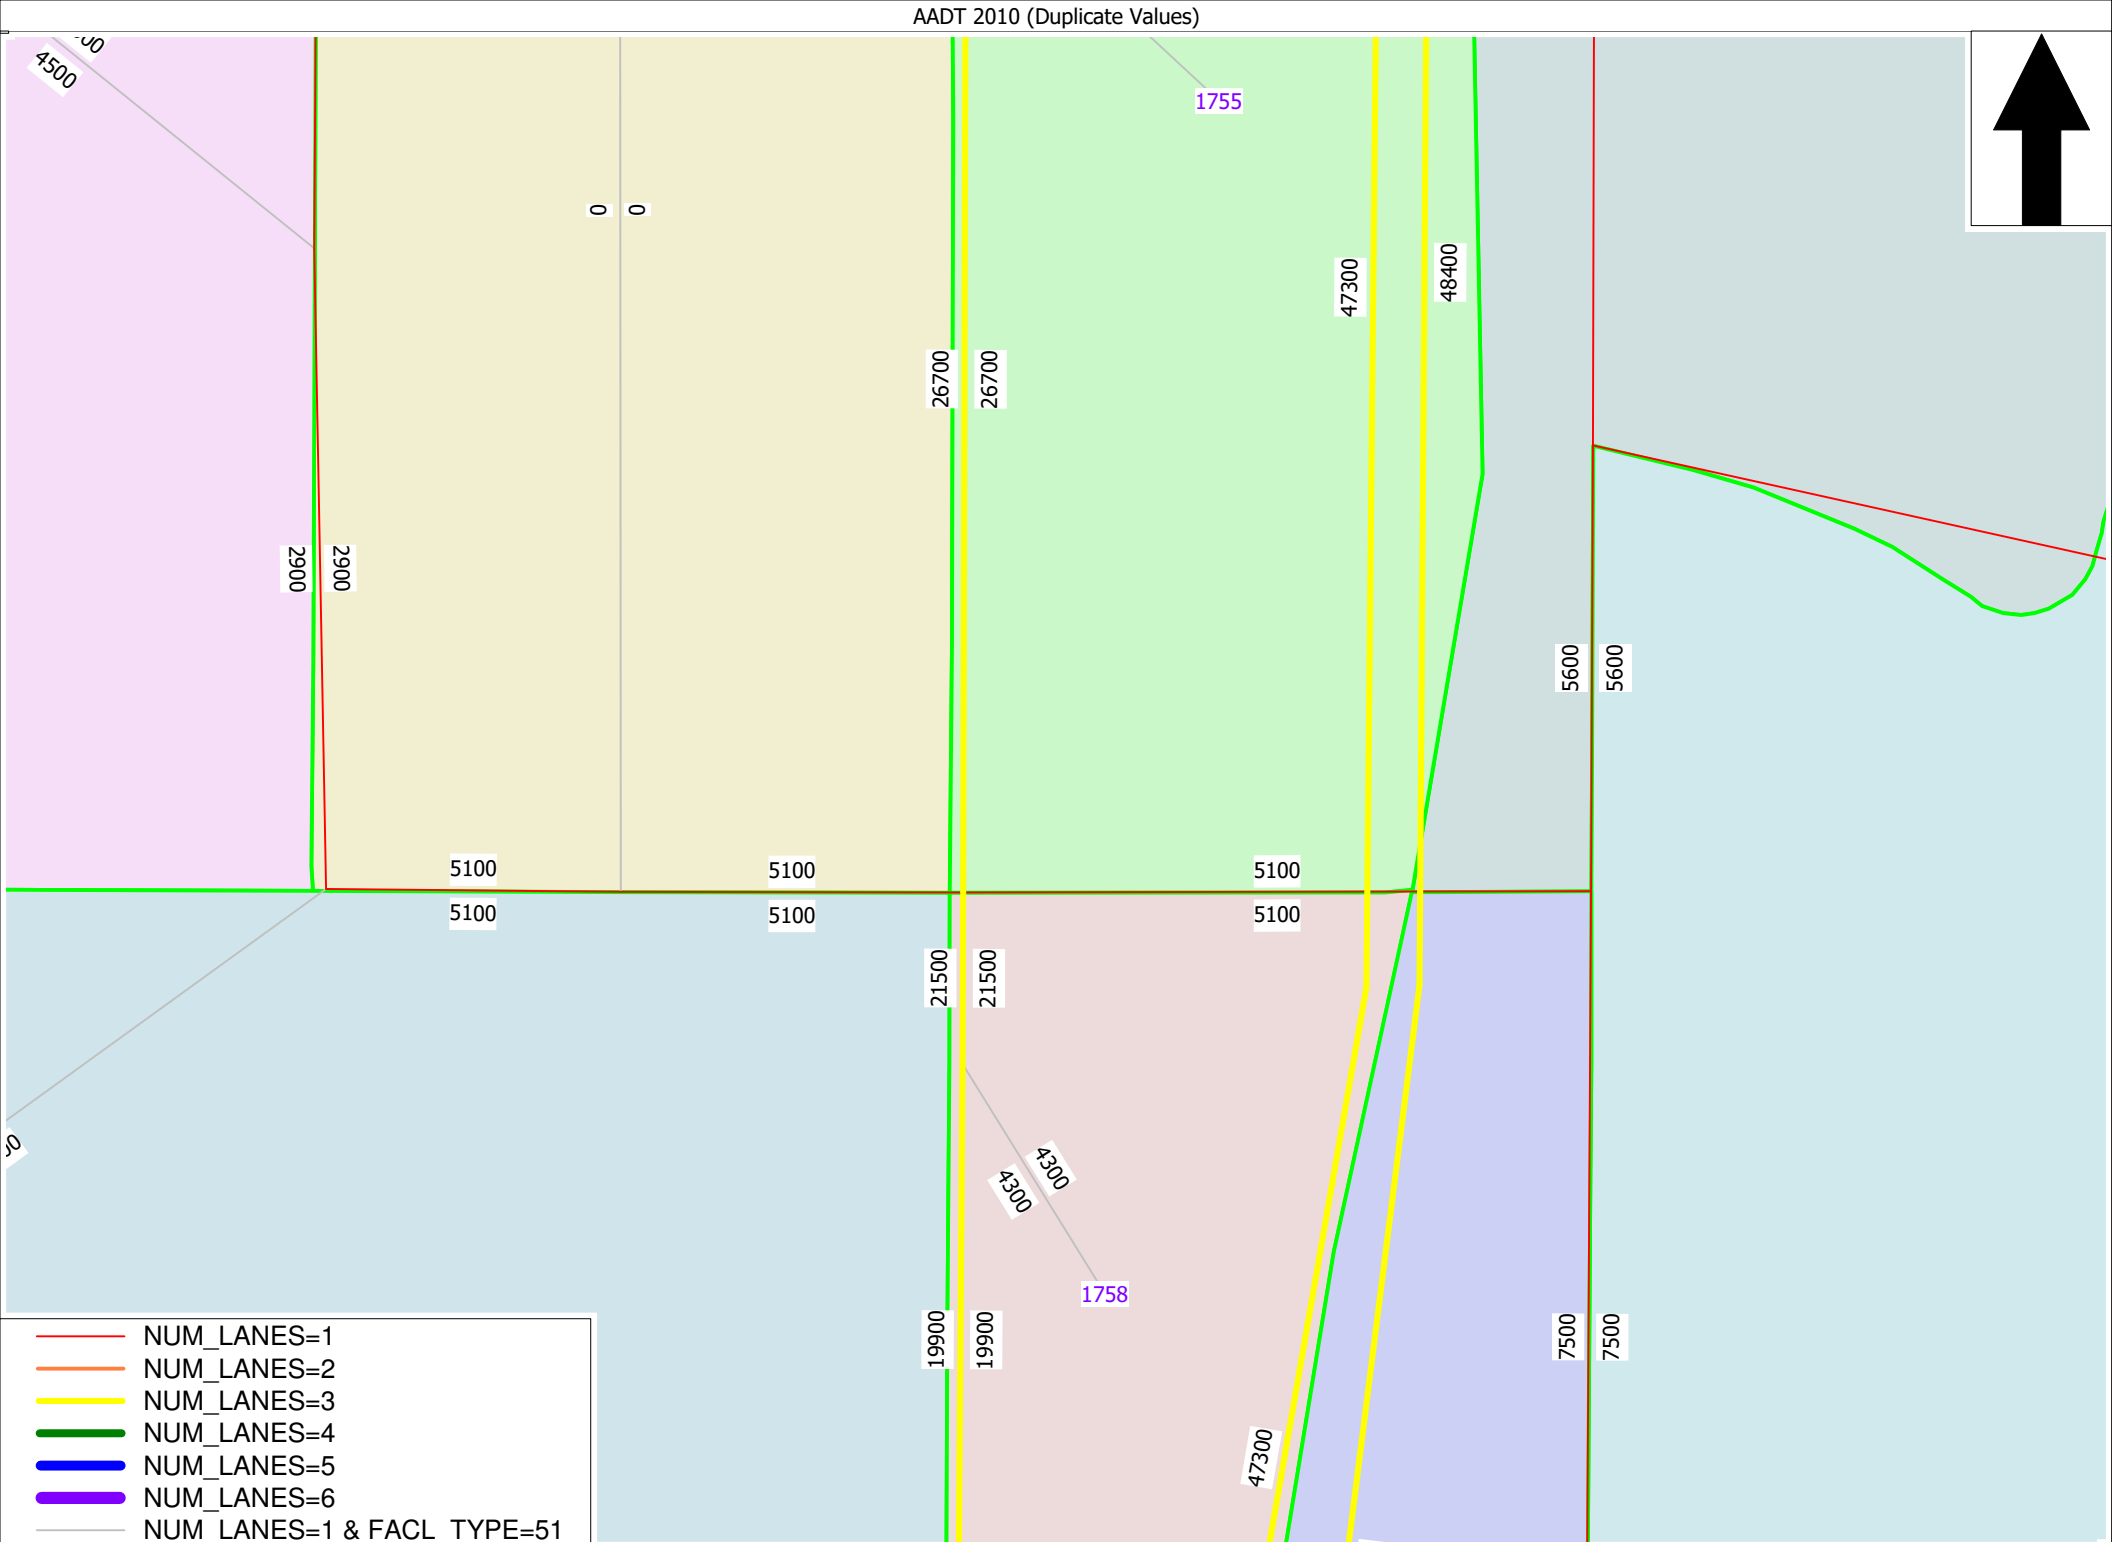 AADT 2010 (Duplicate Values)
4500
1755
0 0
47300
48400
26700 26700
2900 2900
5600 5600
5100 5100 5100
5100 5100 5100
21500 21500
4300
4300
1758
19900 19900
7500 7500
47300
NUM_LANES=1
NUM_LANES=2
NUM_LANES=3
NUM_LANES=4
NUM_LANES=5
NUM_LANES=6
NUM_LANES=1 & FACL_TYPE=51